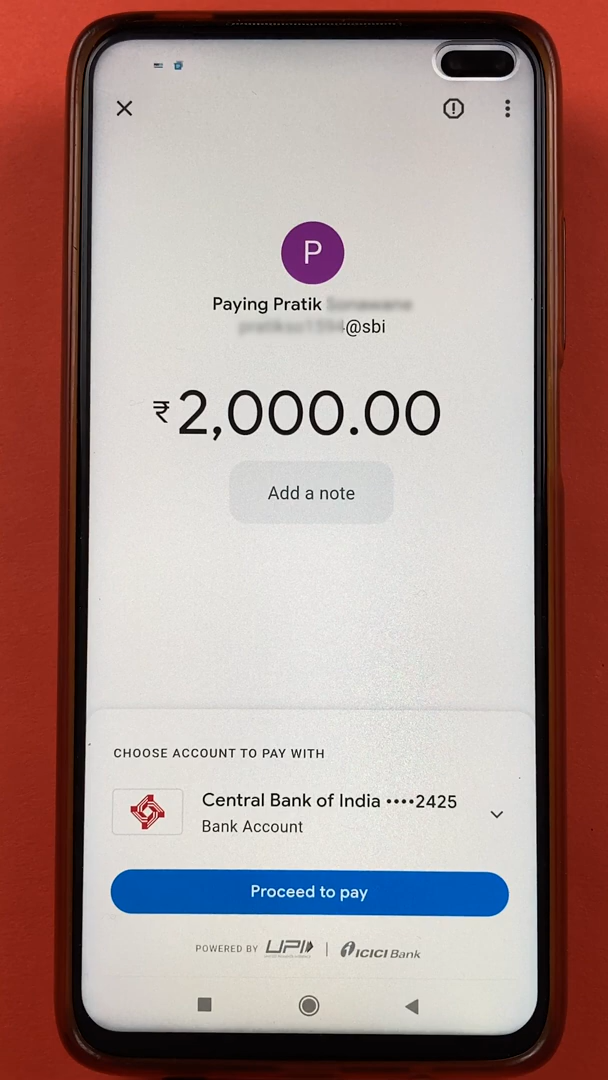 P
Paying Pratik
@sbi
₹2,000.00
Add a note
CHOOSE ACCOUNT TO PAY WITH
Central Bank of India ••••2425
Bank Account
Proceed to pay
POWERED BY UPI | ICICI Bank